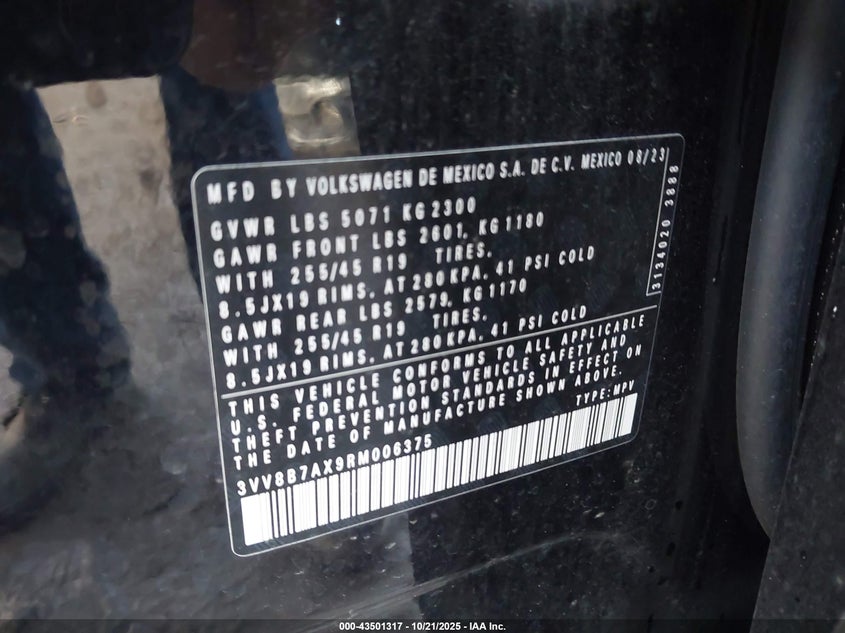 MFD BY VOLKSWAGEN DE MEXICO S.A. DE C.V. MEXICO 08/23
GVWR LBS 5071 KG 2300
GAWR FRONT LBS 2601, KG 1180
WITH 255/45 R19 TIRES,
8.5JX19 RIMS, AT 280 KPA, 41 PSI COLD
GAWR REAR LBS 2579, KG 1170
WITH 255/45 R19 TIRES,
8.5JX19 RIMS, AT 280 KPA, 41 PSI COLD
3134020 3888
THIS VEHICLE CONFORMS TO ALL APPLICABLE
U.S. FEDERAL MOTOR VEHICLE SAFETY AND
THEFT PREVENTION STANDARDS IN EFFECT ON
THE DATE OF MANUFACTURE SHOWN ABOVE.
3VV8B7AX9RM006375 TYPE: MPV
000-43501317 - 10/21/2025 - IAA Inc.